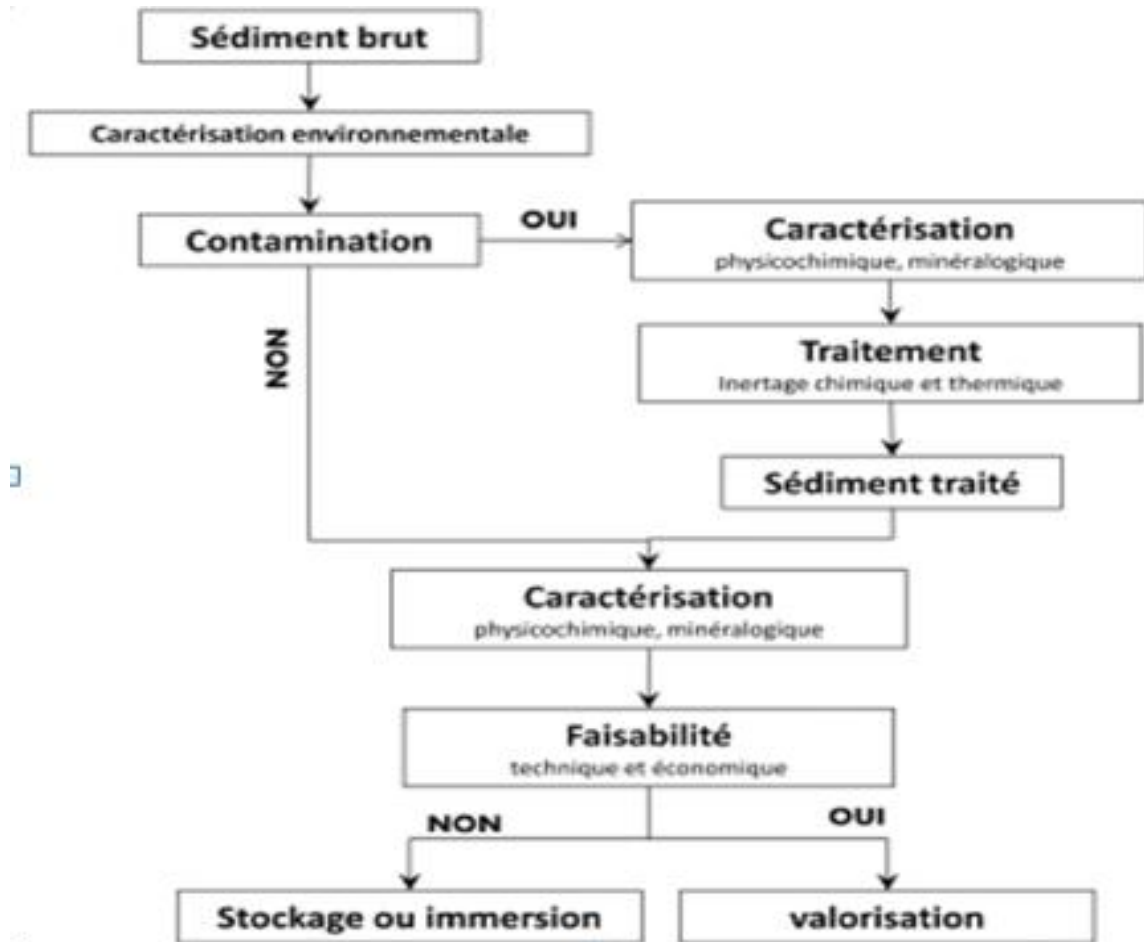 Sédiment brut
Caractérisation environnementale
Contamination
OUI
Caractérisation
physicochimique, minéralogique
Traitement
Inertage chimique et thermique
NON
Sédiment traité
Caractérisation
physicochimique, minéralogique
Faisabilité
technique et économique
NON
OUI
Stockage ou immersion
valorisation